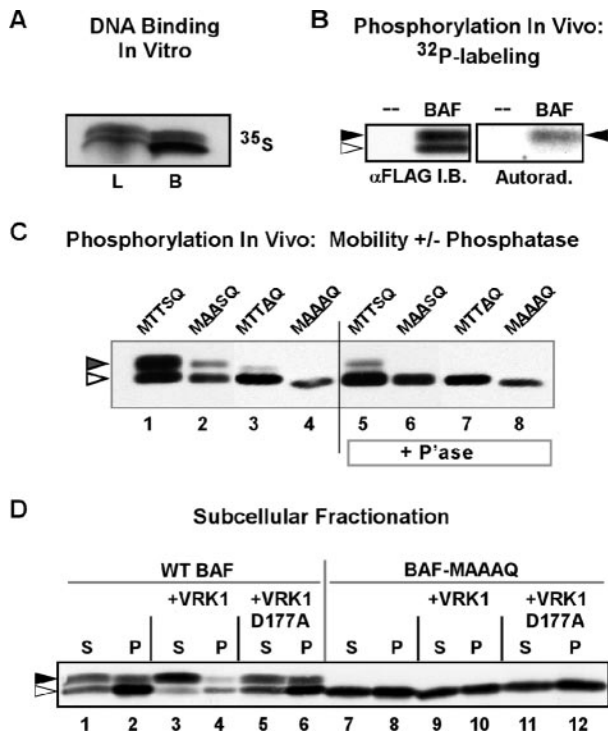 A
DNA Binding
In Vitro
35S
L B
B
Phosphorylation In Vivo:
32P-labeling
-- BAF -- BAF
αFLAG I.B. Autorad.
C
Phosphorylation In Vivo: Mobility +/- Phosphatase
MTTSQ MAASQ MTTAQ MAAAQ MTTSQ MAASQ MTTAQ MAAAQ
1 2 3 4 5 6 7 8
+ P'ase
D
Subcellular Fractionation
WT BAF BAF-MAAAQ
+VRK1 +VRK1 D177A +VRK1 +VRK1 D177A
S P S P S P S P S P S P
1 2 3 4 5 6 7 8 9 10 11 12